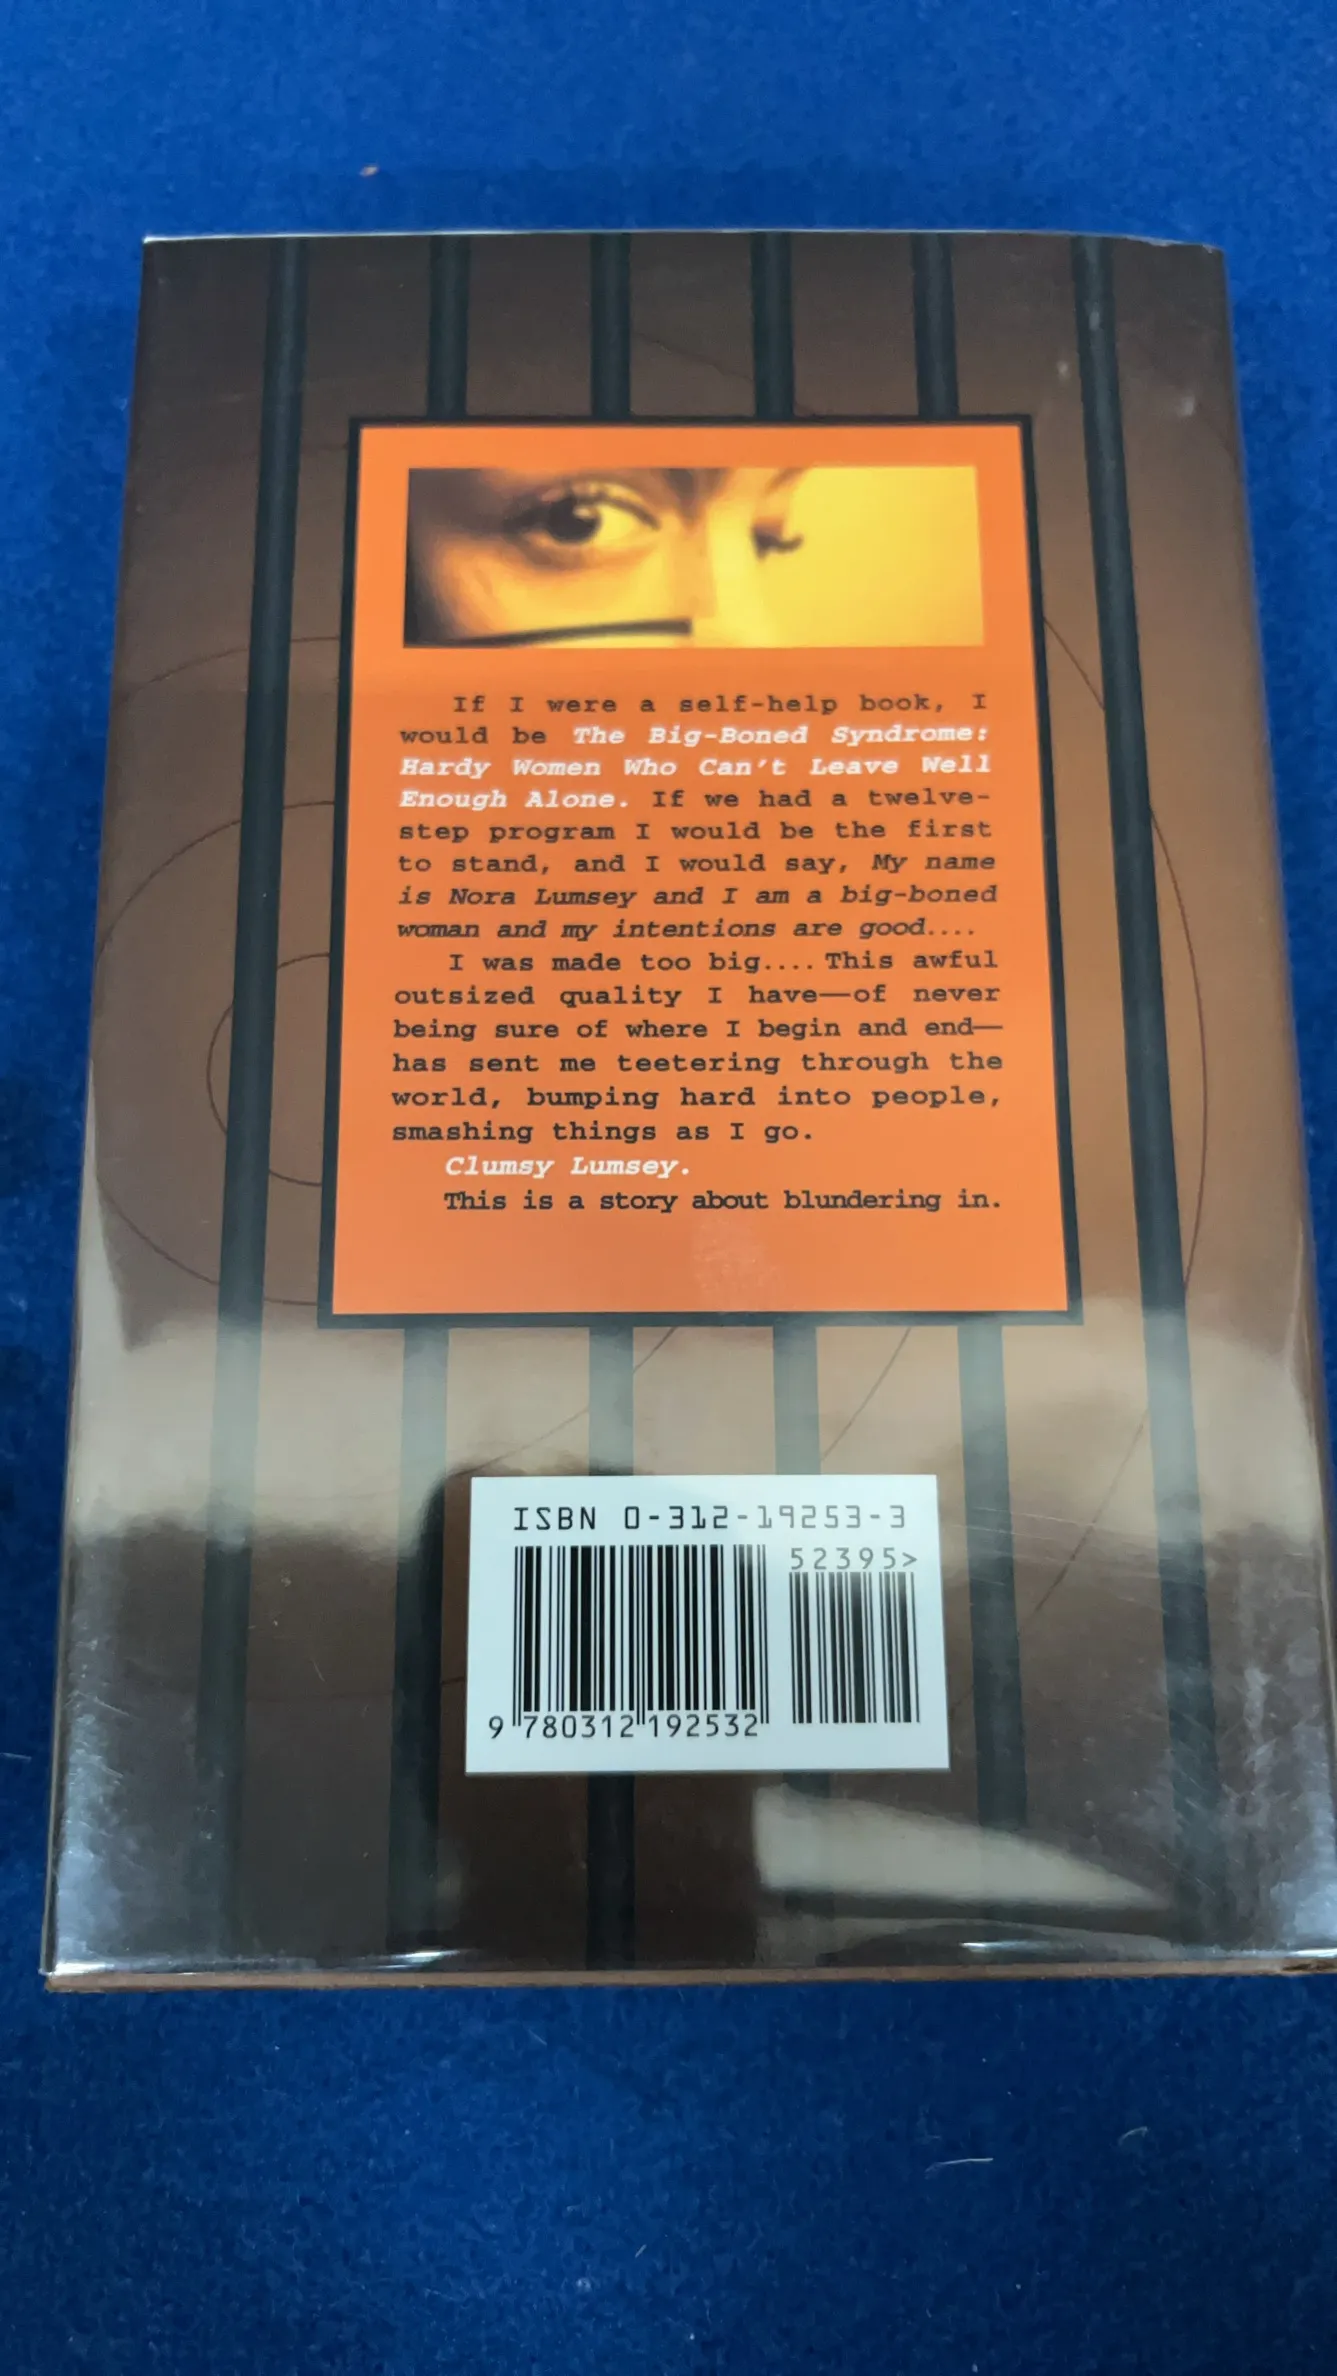 If I were a self-help book, I
would be The Big-Boned Syndrome:
Hardy Women Who Can't Leave Well
Enough Alone. If we had a twelve-
step program I would be the first
to stand, and I would say, My name
is Nora Lumsey and I am a big-boned
woman and my intentions are good....
I was made too big.... This awful
outsized quality I have—of never
being sure of where I begin and end—
has sent me teetering through the
world, bumping hard into people,
smashing things as I go.
Clumsy Lumsey.
This is a story about blundering in.
ISBN 0-312-19253-3
52395>
9 780312 192532